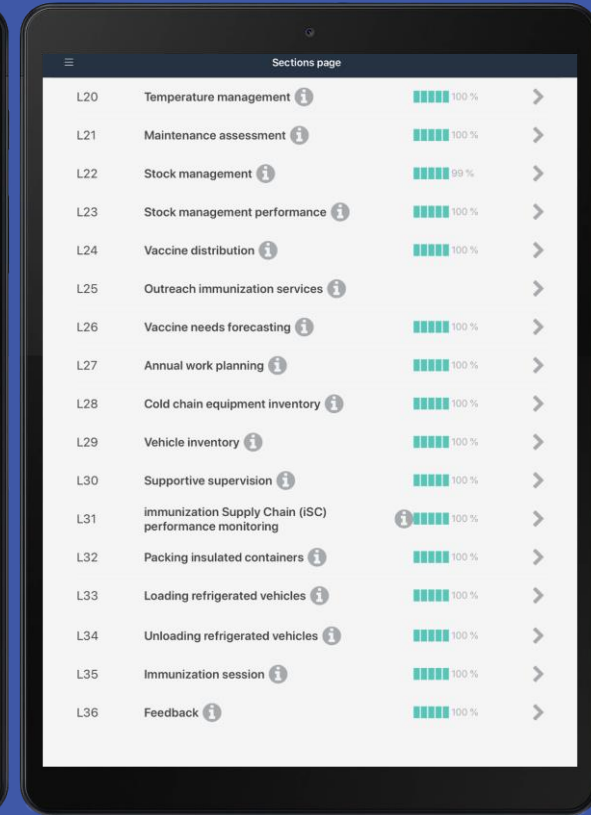 Sections page
L20 Temperature management 100 %
L21 Maintenance assessment 100 %
L22 Stock management 99 %
L23 Stock management performance 100 %
L24 Vaccine distribution 100 %
L25 Outreach immunization services
L26 Vaccine needs forecasting 100 %
L27 Annual work planning 100 %
L28 Cold chain equipment inventory 100 %
L29 Vehicle inventory 100 %
L30 Supportive supervision 100 %
L31 immunization Supply Chain (iSC)
performance monitoring 100 %
L32 Packing insulated containers 100 %
L33 Loading refrigerated vehicles 100 %
L34 Unloading refrigerated vehicles 100 %
L35 Immunization session 100 %
L36 Feedback 100 %